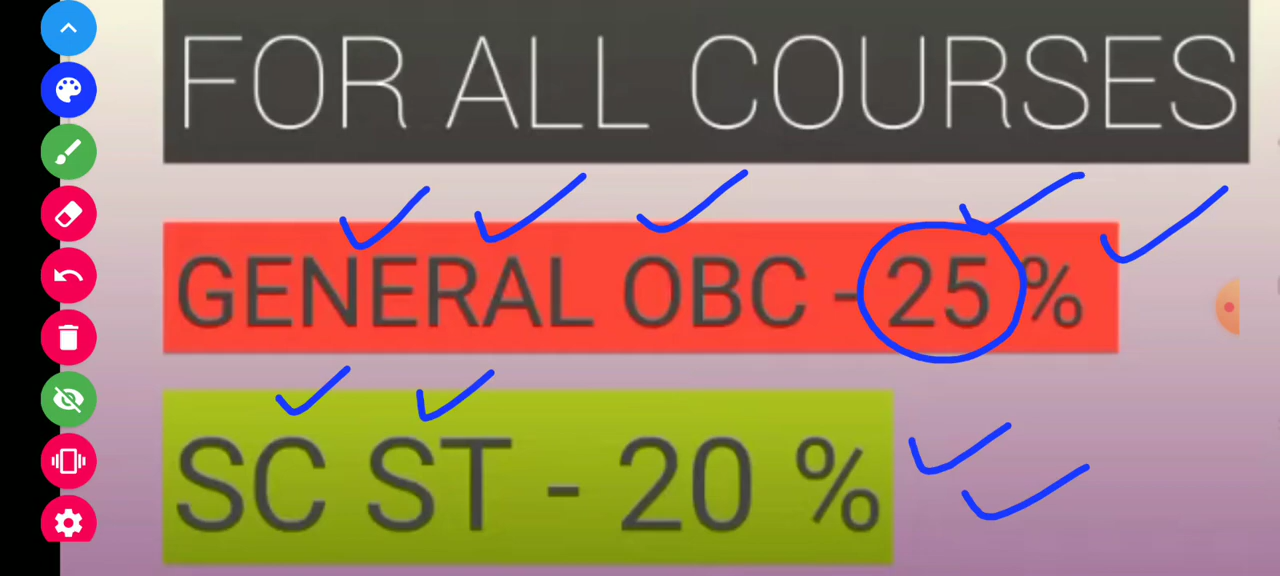 FOR ALL COURSES
GENERAL OBC - 25 %
SC ST - 20 %